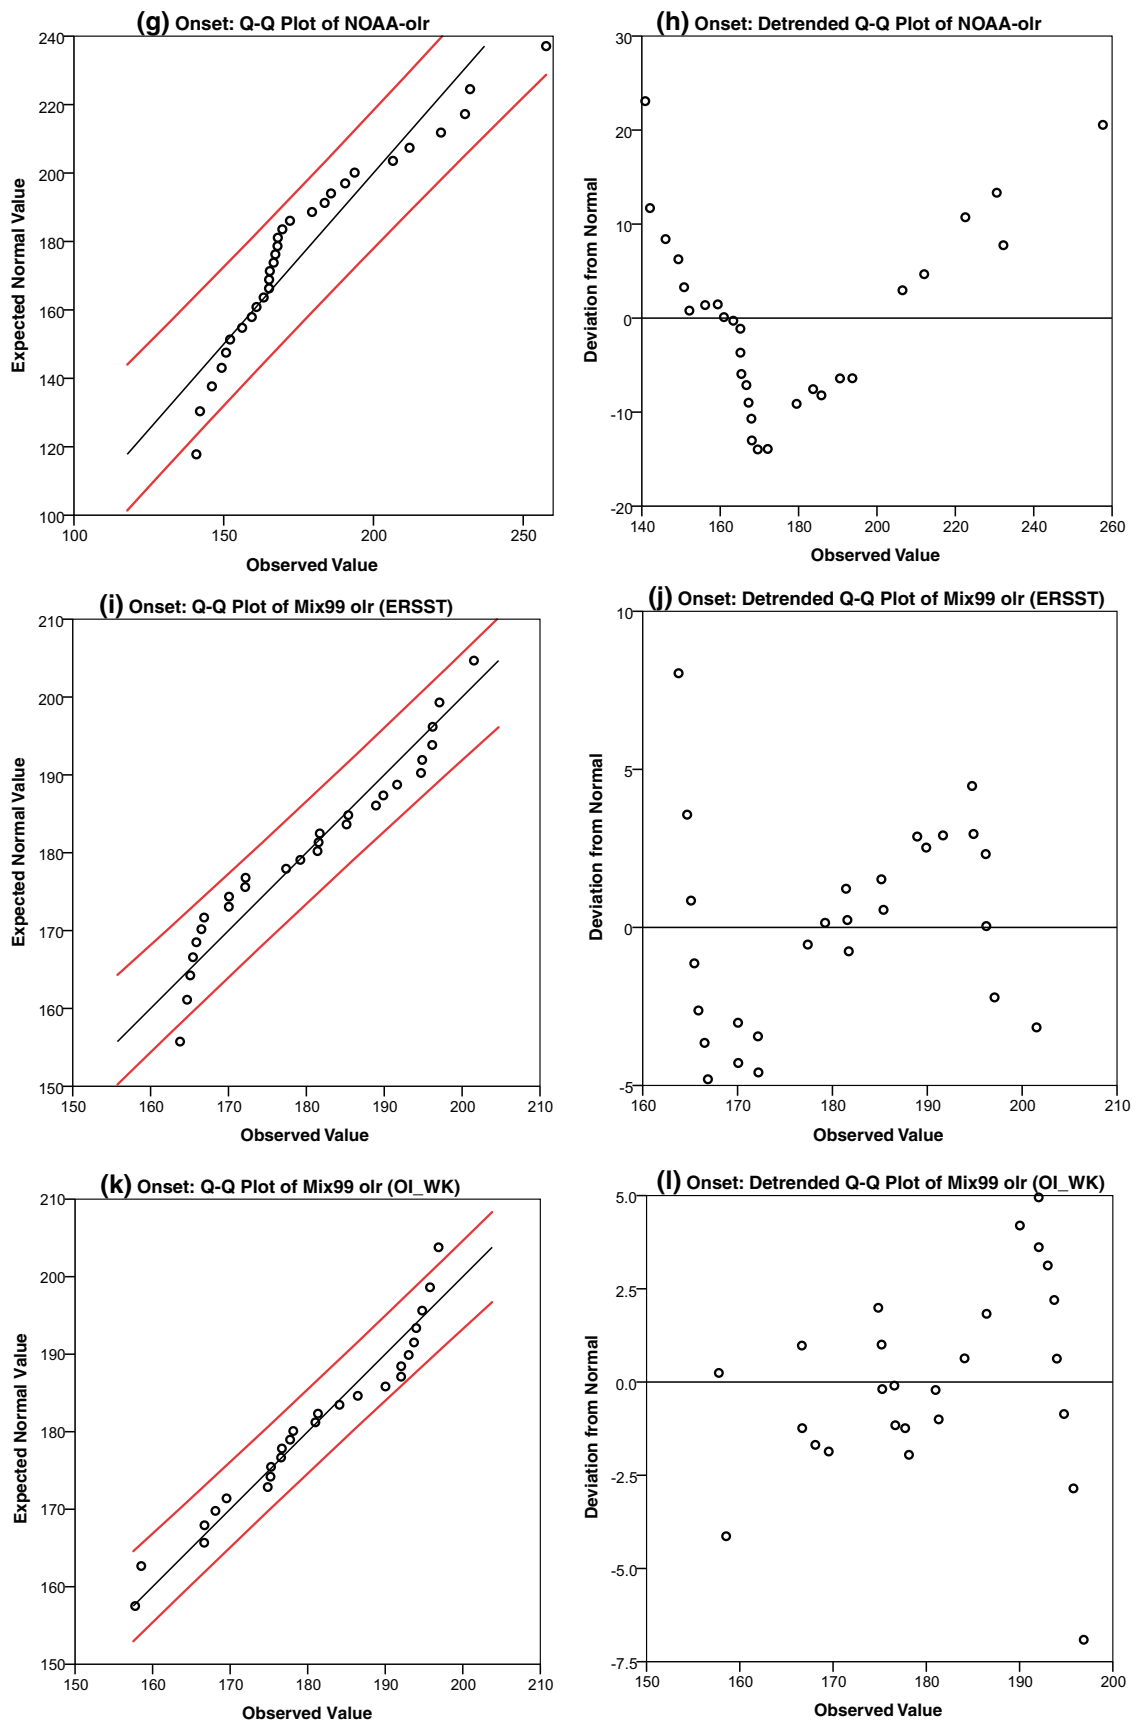 (g) Onset: Q-Q Plot of NOAA-olr
240
220
200
180
160
140
120
100
100 150 200 250
Expected Normal Value
Observed Value
(h) Onset: Detrended Q-Q Plot of NOAA-olr
30
20
10
0
-10
-20
140 160 180 200 220 240 260
Deviation from Normal
Observed Value
(i) Onset: Q-Q Plot of Mix99 olr (ERSST)
210
200
190
180
170
160
150
150 160 170 180 190 200 210
Expected Normal Value
Observed Value
(j) Onset: Detrended Q-Q Plot of Mix99 olr (ERSST)
10
5
0
-5
160 170 180 190 200 210
Deviation from Normal
Observed Value
(k) Onset: Q-Q Plot of Mix99 olr (OI_WK)
210
200
190
180
170
160
150
150 160 170 180 190 200 210
Expected Normal Value
Observed Value
(l) Onset: Detrended Q-Q Plot of Mix99 olr (OI_WK)
5.0
2.5
0.0
-2.5
-5.0
-7.5
150 160 170 180 190 200
Deviation from Normal
Observed Value